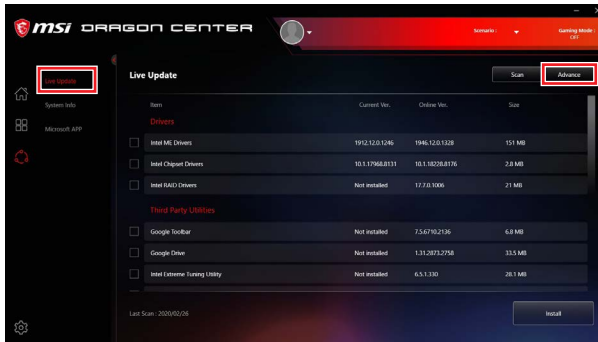 msi DRAGON CENTER
Scenario :
Gaming Mode :
OFF
Live Update
System Info
Microsoft APP
Live Update
Scan
Advance
Item Current Ver. Online Ver. Size
Drivers
Intel ME Drivers 1912.12.0.1246 1946.12.0.1328 151 MB
Intel Chipset Drivers 10.1.17968.8131 10.1.18228.8176 2.8 MB
Intel RAID Drivers Not installed 17.7.0.1006 21 MB
Third Party Utilities
Google Toolbar Not installed 7.5.6710.2136 6.8 MB
Google Drive Not installed 1.31.2873.2758 33.5 MB
Intel Extreme Tuning Utility Not installed 6.5.1.330 28.1 MB
Last Scan : 2020/02/26
Install